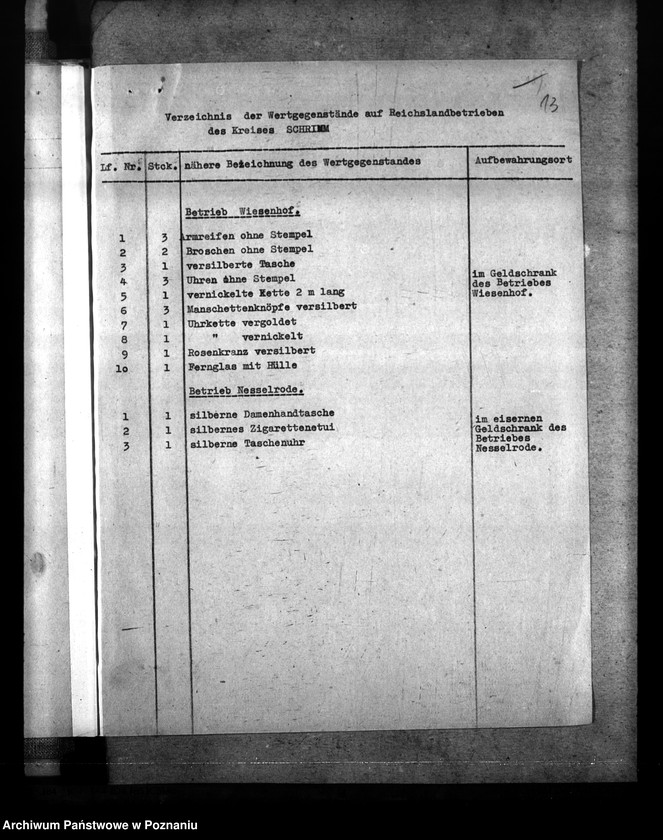 13
Verzeichnis der Wertgegenstände auf Reichslandbetrieben
des Kreises SCHRIMM
Lf. Nr. Stck. nähere Bezeichnung des Wertgegenstandes Aufbewahrungsort
Betrieb Wiesenhof.
1 3 Armreifen ohne Stempel
2 2 Broschen ohne Stempel
3 1 versilberte Tasche
4 3 Uhren ohne Stempel
5 1 vernickelte Kette 2 m lang
6 3 Manschettenknöpfe versilbert
7 1 Uhrkette vergoldet
8 1 " vernickelt
9 1 Rosenkranz versilbert
1o 1 Fernglas mit Hülle
im Geldschrank
des Betriebes
Wiesenhof.
Betrieb Nesselrode.
1 1 silberne Damenhandtasche
2 1 silbernes Zigarettenetui
3 1 silberne Taschenuhr
im eisernen
Geldschrank des
Betriebes
Nesselrode.
Archiwum Państwowe w Poznaniu